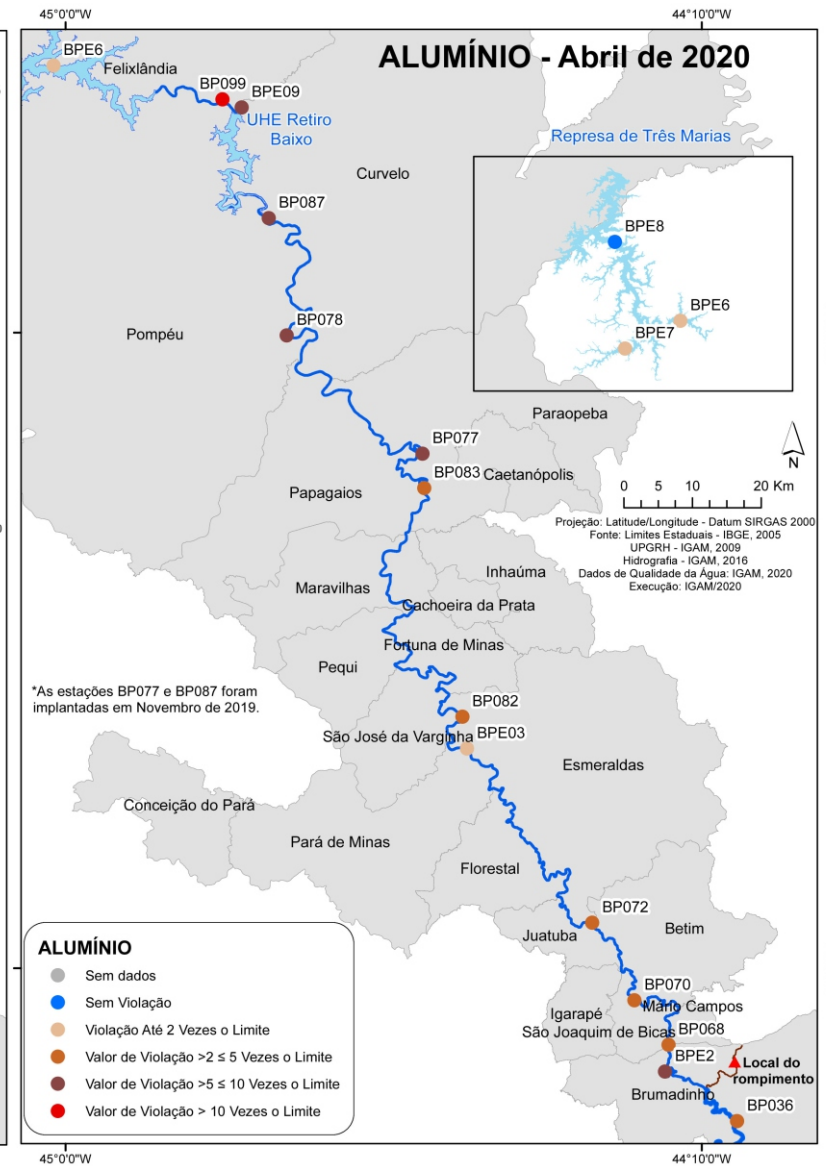 45°0'0"W
44°10'0"W
ALUMÍNIO - Abril de 2020
BPE6
Felixlândia
BP099
BPE09
UHE Retiro
Baixo
Represa de Três Marias
Curvelo
BP087
BPE8
BPE6
BPE7
BP078
Pompéu
Paraopeba
BP077
BP083
Caetanópolis
Papagaios
N
0 5 10 20 Km
Projeção: Latitude/Longitude - Datum SIRGAS 2000
Fonte: Limites Estaduais - IBGE, 2005
UPGRH - IGAM, 2009
Hidrografia - IGAM, 2016
Dados de Qualidade da Água: IGAM, 2020
Execução: IGAM/2020
Inhaúma
Maravilhas
Cachoeira da Prata
Fortuna de Minas
Pequi
*As estações BP077 e BP087 foram
implantadas em Novembro de 2019.
BP082
São José da Varginha
BPE03
Esmeraldas
Conceição do Pará
Pará de Minas
Florestal
BP072
Juatuba
Betim
BP070
Mário Campos
Igarapé
São Joaquim de Bicas
BP068
BPE2
Local do
rompimento
Brumadinho
BP036
ALUMÍNIO
Sem dados
Sem Violação
Violação Até 2 Vezes o Limite
Valor de Violação >2 ≤ 5 Vezes o Limite
Valor de Violação >5 ≤ 10 Vezes o Limite
Valor de Violação > 10 Vezes o Limite
45°0'0"W
44°10'0"W